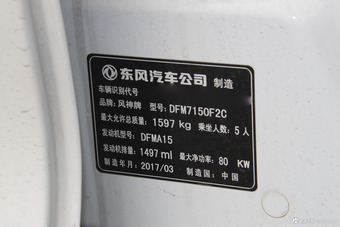 东风汽车公司 制造
车辆识别代号
品牌：风神牌 型号：DFM7150F2C
最大允许总质量：1597 kg 乘坐人数：5 人
发动机型号：DFMA15
发动机排量：1497 ml 最大净功率：80 KW
制造年月：2017/03 制造国：中国